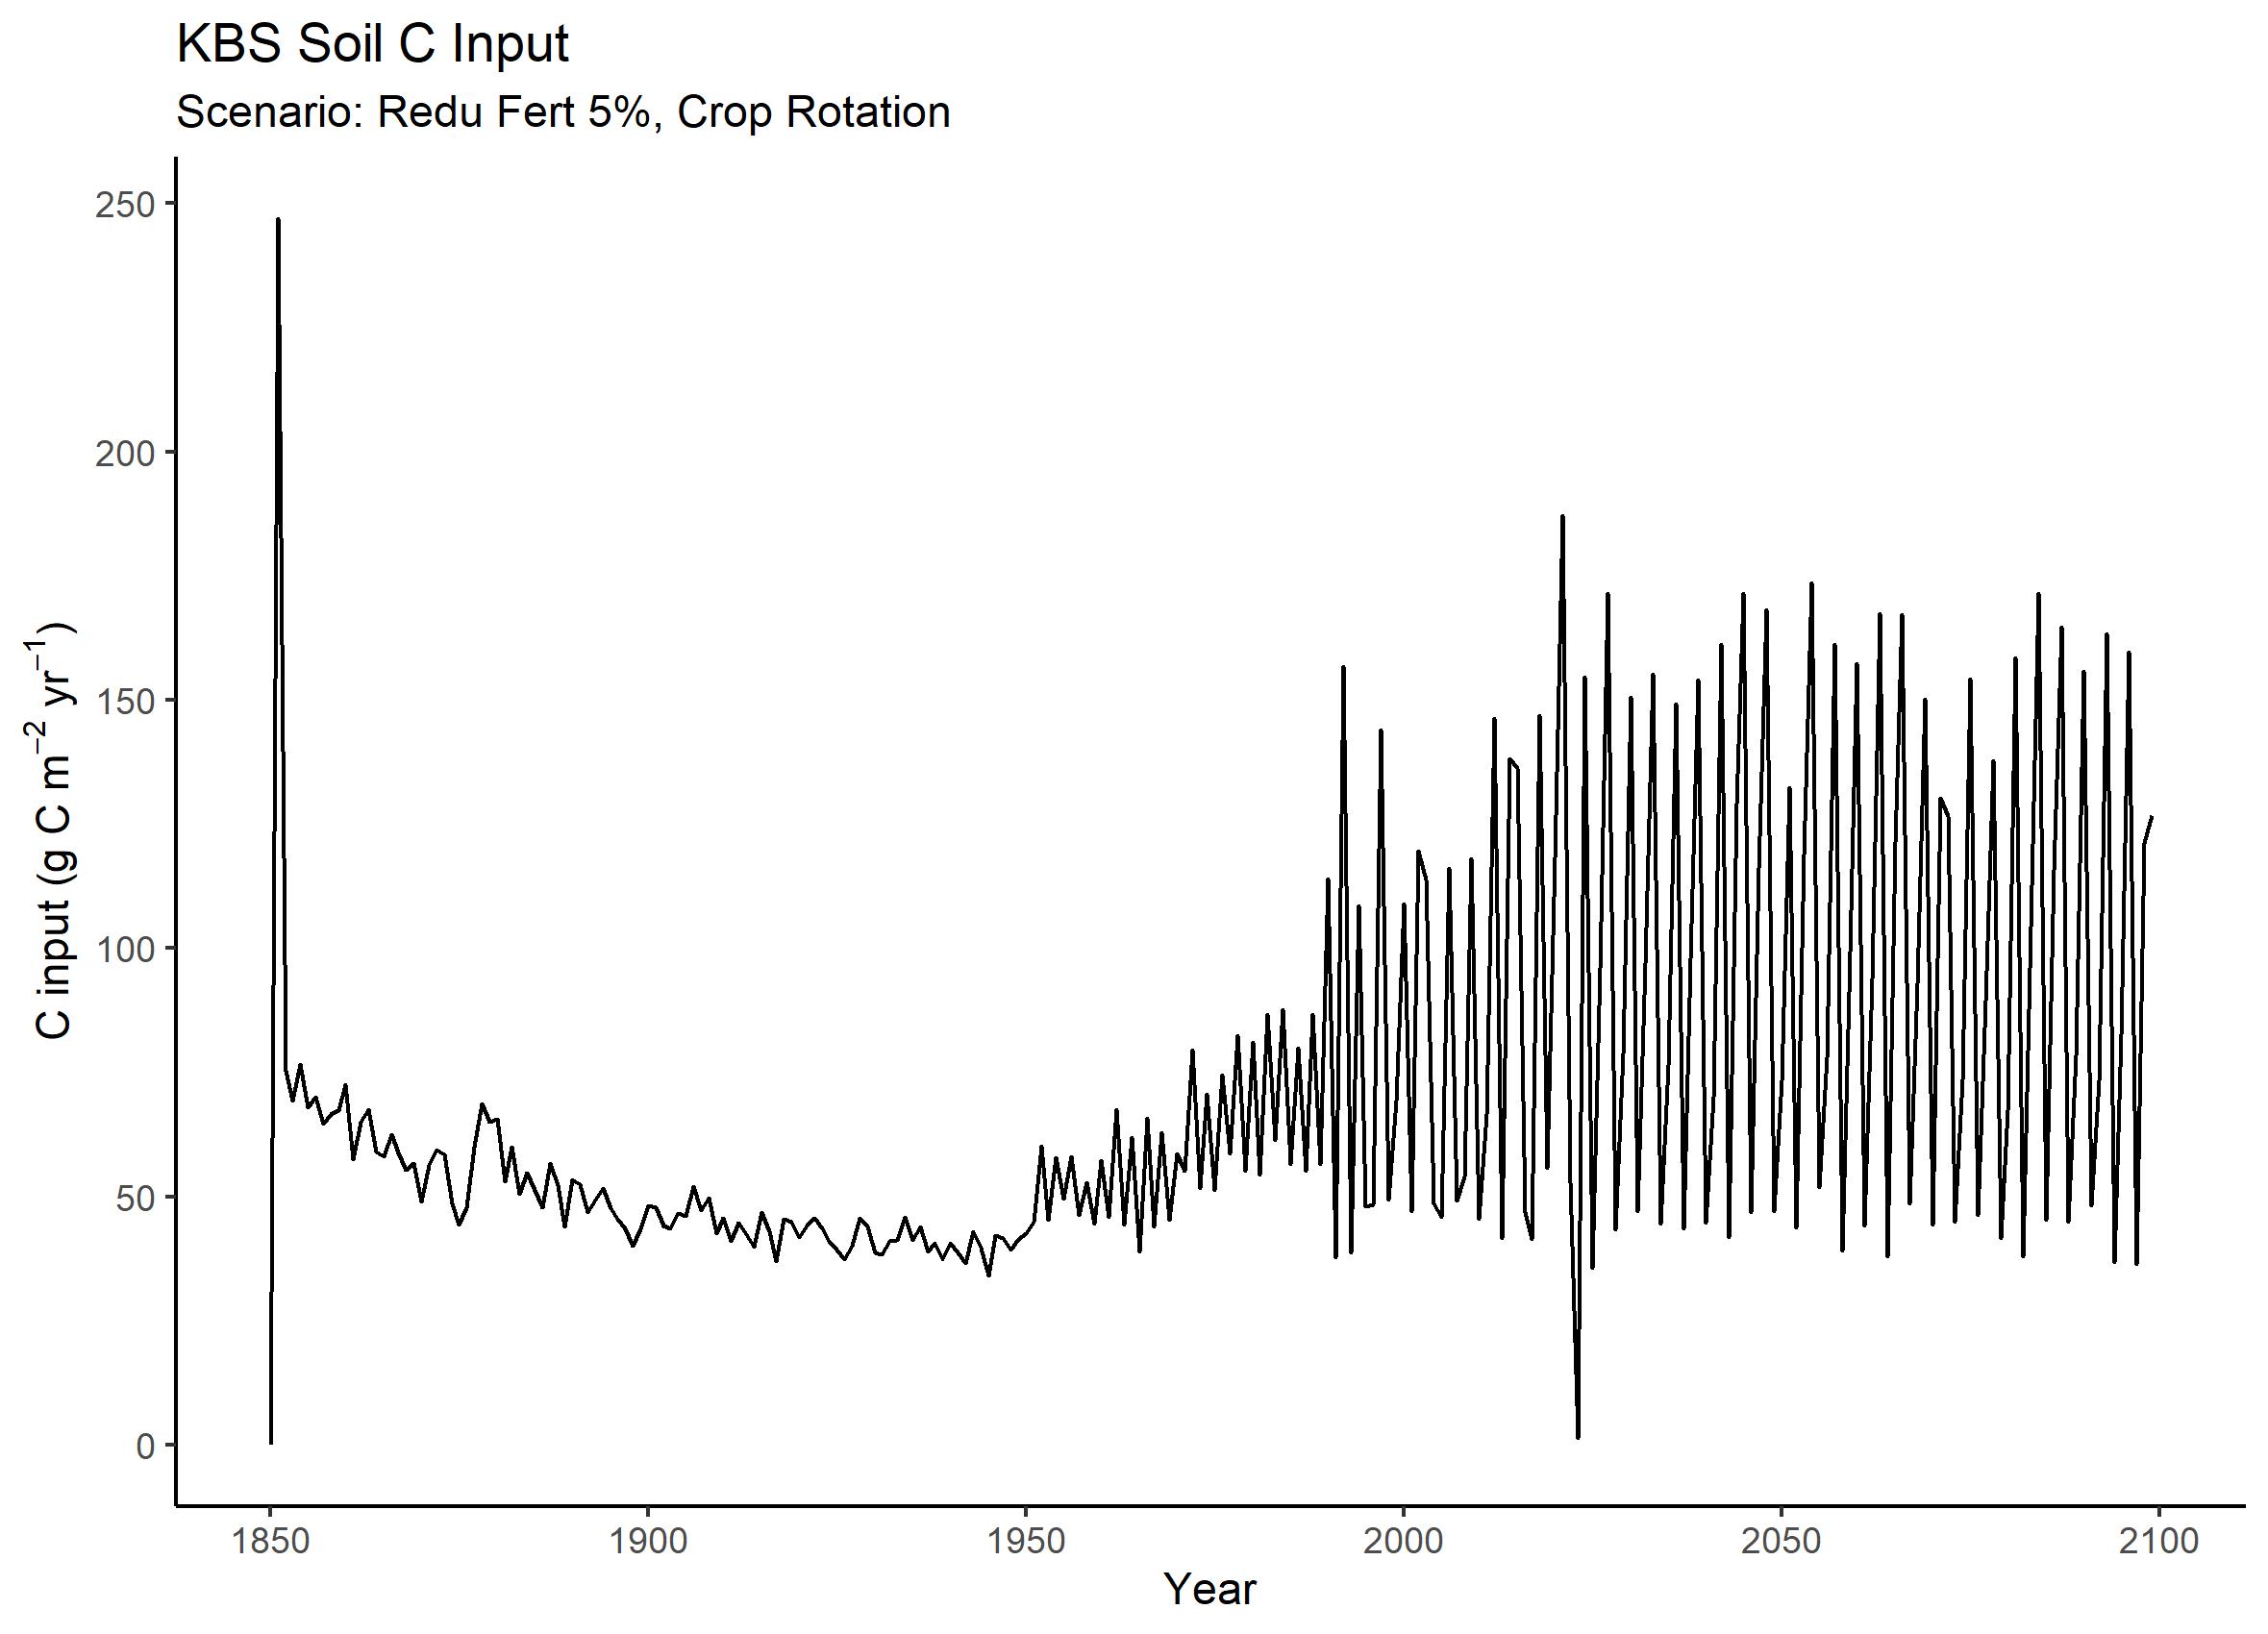 KBS Soil C Input
Scenario: Redu Fert 5%, Crop Rotation
C input (g C m⁻² yr⁻¹)
250
200
150
100
50
0
1850 1900 1950 2000 2050 2100
Year